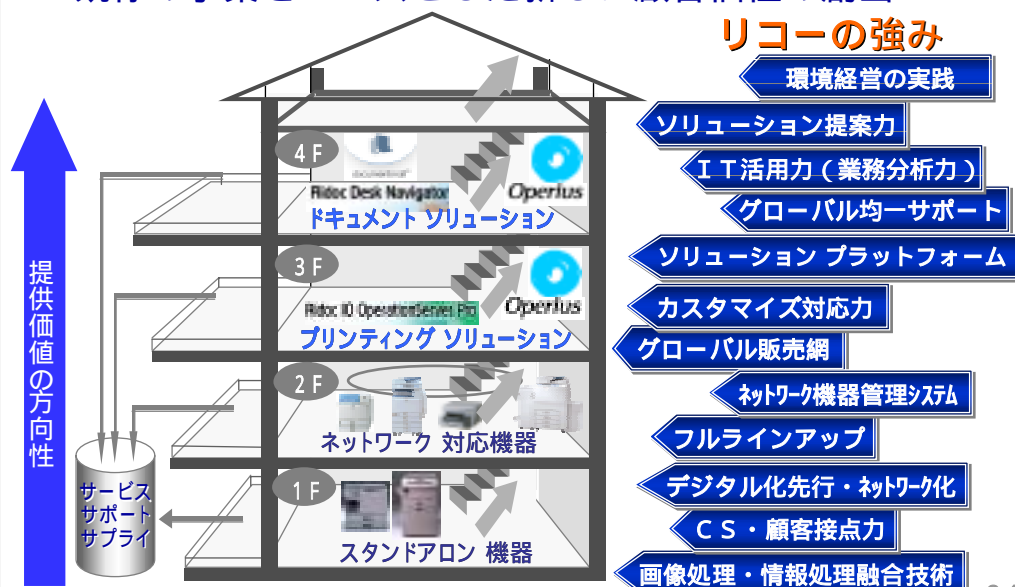 リコーの強み
環境経営の実践
ソリューション提案力
ＩＴ活用力（業務分析力）
グローバル均一サポート
ソリューション プラットフォーム
カスタマイズ対応力
グローバル販売網
ネットワーク機器管理システム
フルラインアップ
デジタル化先行・ネットワーク化
ＣＳ・顧客接点力
画像処理・情報処理融合技術
提供価値の方向性
4F
Ridoc Desk Navigator
Operius
ドキュメント ソリューション
3F
Ridoc IO OperationServer Pro
Operius
プリンティング ソリューション
2F
ネットワーク 対応機器
1F
スタンドアロン 機器
サービス
サポート
サプライ